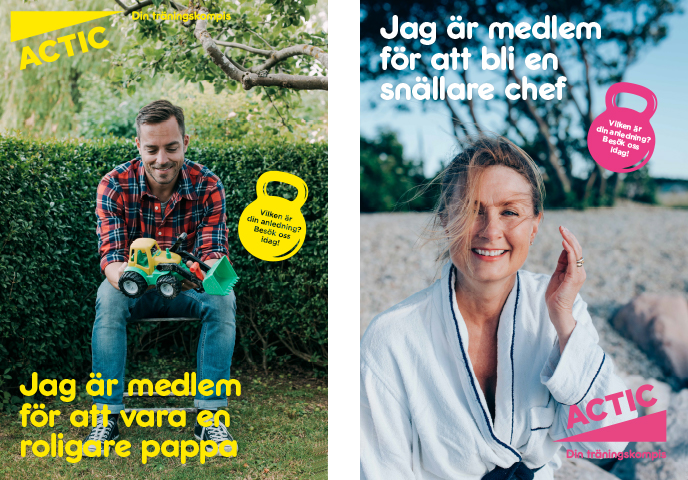 ACTIC
Din träningskompis
Vilken är
din anledning?
Besök oss
idag!
Jag är medlem
för att vara en
roligare pappa
Jag är medlem
för att bli en
snällare chef
Vilken är
din anledning?
Besök oss
idag!
ACTIC
Din träningskompis